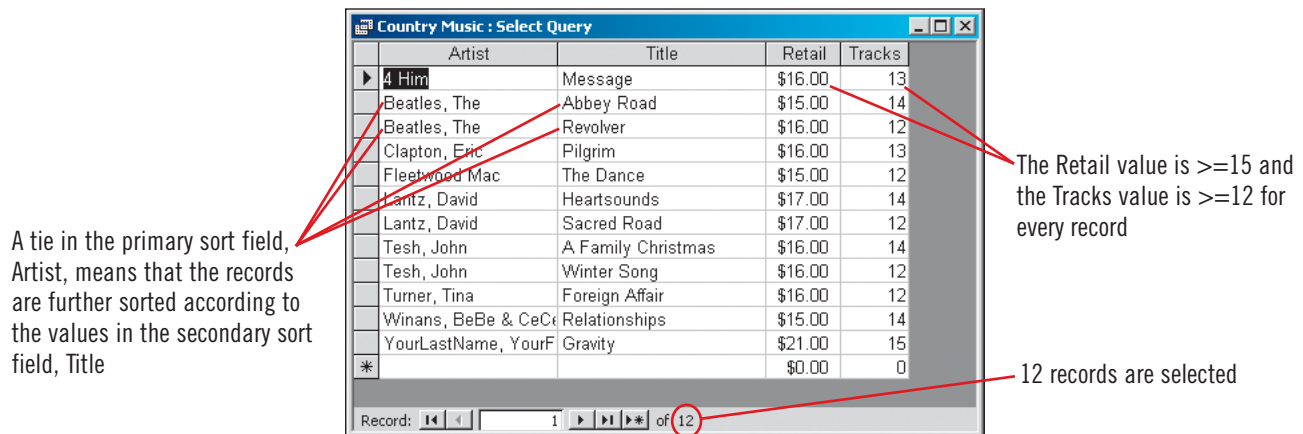 Country Music : Select Query
Artist Title Retail Tracks
4 Him Message $16.00 13
Beatles, The Abbey Road $15.00 14
Beatles, The Revolver $16.00 12
Clapton, Eric Pilgrim $16.00 13
Fleetwood Mac The Dance $15.00 12
Lantz, David Heartsounds $17.00 14
Lantz, David Sacred Road $17.00 12
Tesh, John A Family Christmas $16.00 14
Tesh, John Winter Song $16.00 12
Turner, Tina Foreign Affair $16.00 12
Winans, BeBe & CeCe Relationships $15.00 14
YourLastName, YourF Gravity $21.00 15
$0.00 0
Record: 1 of 12
A tie in the primary sort field,
Artist, means that the records
are further sorted according to
the values in the secondary sort
field, Title
The Retail value is >=15 and
the Tracks value is >=12 for
every record
12 records are selected